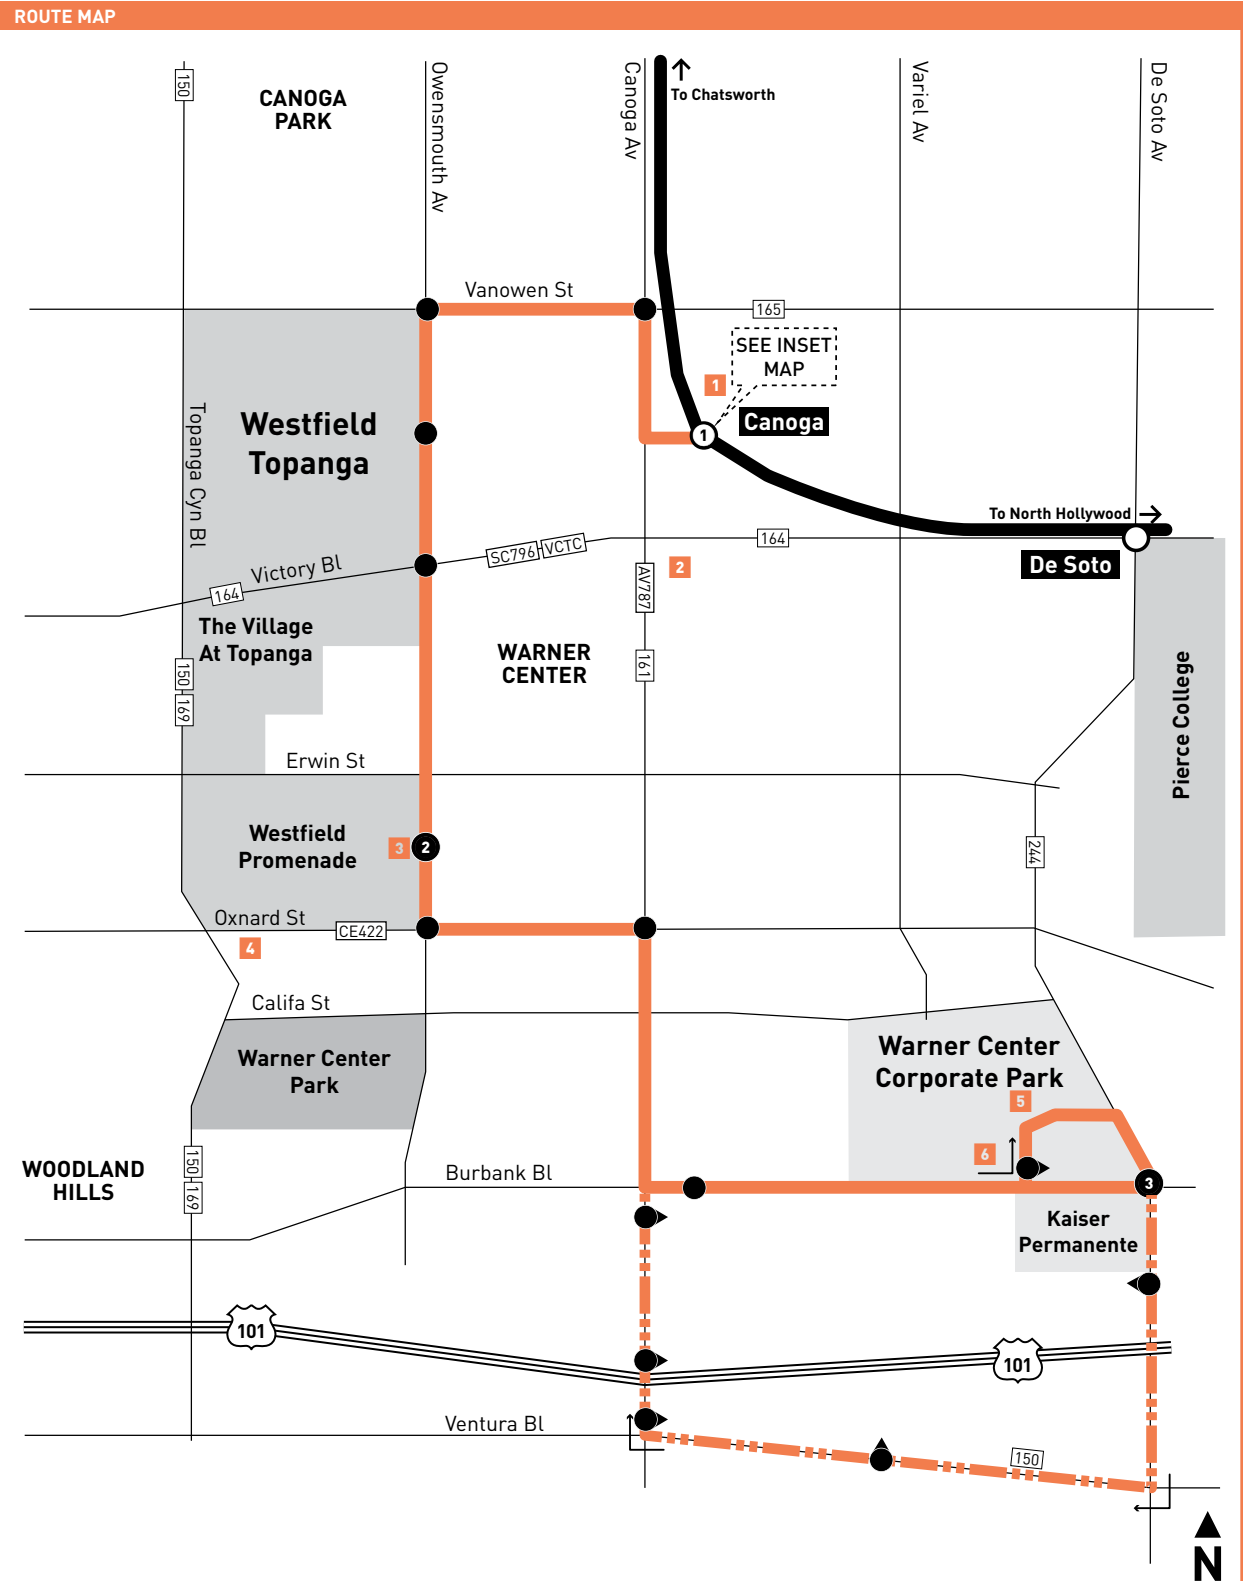 ROUTE MAP
150
CANOGA
PARK
Owensmouth Av
Canoga Av
To Chatsworth
Variel Av
De Soto Av
Vanowen St
165
SEE INSET
MAP
1
Canoga
1
Westfield
Topanga
Topanga Cyn Bl
To North Hollywood
De Soto
164
SC796
VCTC
Victory Bl
164
2
AV787
161
The Village
At Topanga
WARNER
CENTER
150
169
Pierce College
Erwin St
Westfield
Promenade
3
2
244
Oxnard St
CE422
4
Califa St
Warner Center
Park
Warner Center
Corporate Park
5
6
WOODLAND
HILLS
150
169
Burbank Bl
3
Kaiser
Permanente
101
101
Ventura Bl
150
N